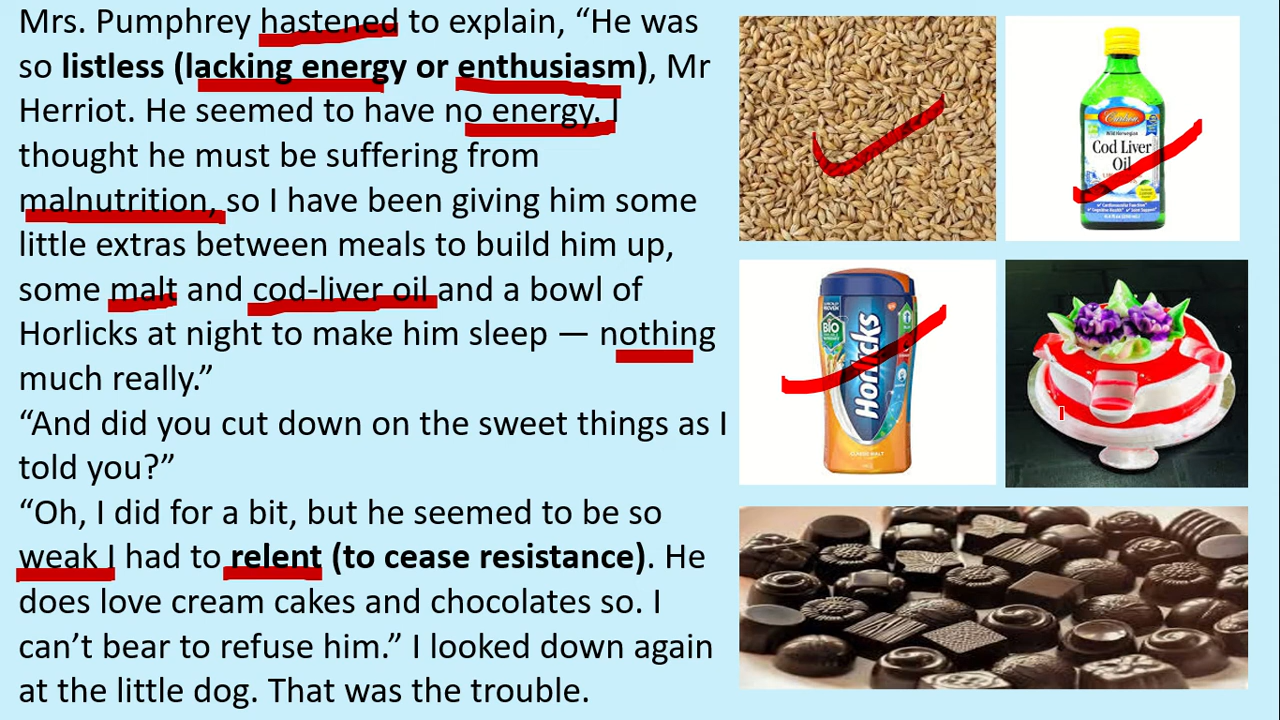 Mrs. Pumphrey hastened to explain, “He was
so listless (lacking energy or enthusiasm), Mr
Herriot. He seemed to have no energy. I
thought he must be suffering from
malnutrition, so I have been giving him some
little extras between meals to build him up,
some malt and cod-liver oil and a bowl of
Horlicks at night to make him sleep — nothing
much really.”
“And did you cut down on the sweet things as I
told you?”
“Oh, I did for a bit, but he seemed to be so
weak I had to relent (to cease resistance). He
does love cream cakes and chocolates so. I
can’t bear to refuse him.” I looked down again
at the little dog. That was the trouble.
Carlson
Wild Norwegian
Cod Liver
Oil
BIO
Horlicks
CLASSIC MALT